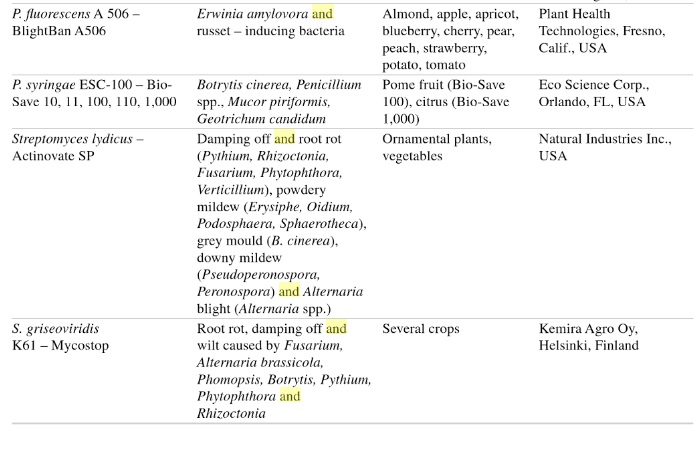 P. fluorescens A 506 –
BlightBan A506
Erwinia amylovora and
russet – inducing bacteria
Almond, apple, apricot,
blueberry, cherry, pear,
peach, strawberry,
potato, tomato
Plant Health
Technologies, Fresno,
Calif., USA
P. syringae ESC-100 – Bio-
Save 10, 11, 100, 110, 1,000
Botrytis cinerea, Penicillium
spp., Mucor piriformis,
Geotrichum candidum
Pome fruit (Bio-Save
100), citrus (Bio-Save
1,000)
Eco Science Corp.,
Orlando, FL, USA
Streptomyces lydicus –
Actinovate SP
Damping off and root rot
(Pythium, Rhizoctonia,
Fusarium, Phytophthora,
Verticillium), powdery
mildew (Erysiphe, Oidium,
Podosphaera, Sphaerotheca),
grey mould (B. cinerea),
downy mildew
(Pseudoperonospora,
Peronospora) and Alternaria
blight (Alternaria spp.)
Ornamental plants,
vegetables
Natural Industries Inc.,
USA
S. griseoviridis
K61 – Mycostop
Root rot, damping off and
wilt caused by Fusarium,
Alternaria brassicola,
Phomopsis, Botrytis, Pythium,
Phytophthora and
Rhizoctonia
Several crops
Kemira Agro Oy,
Helsinki, Finland